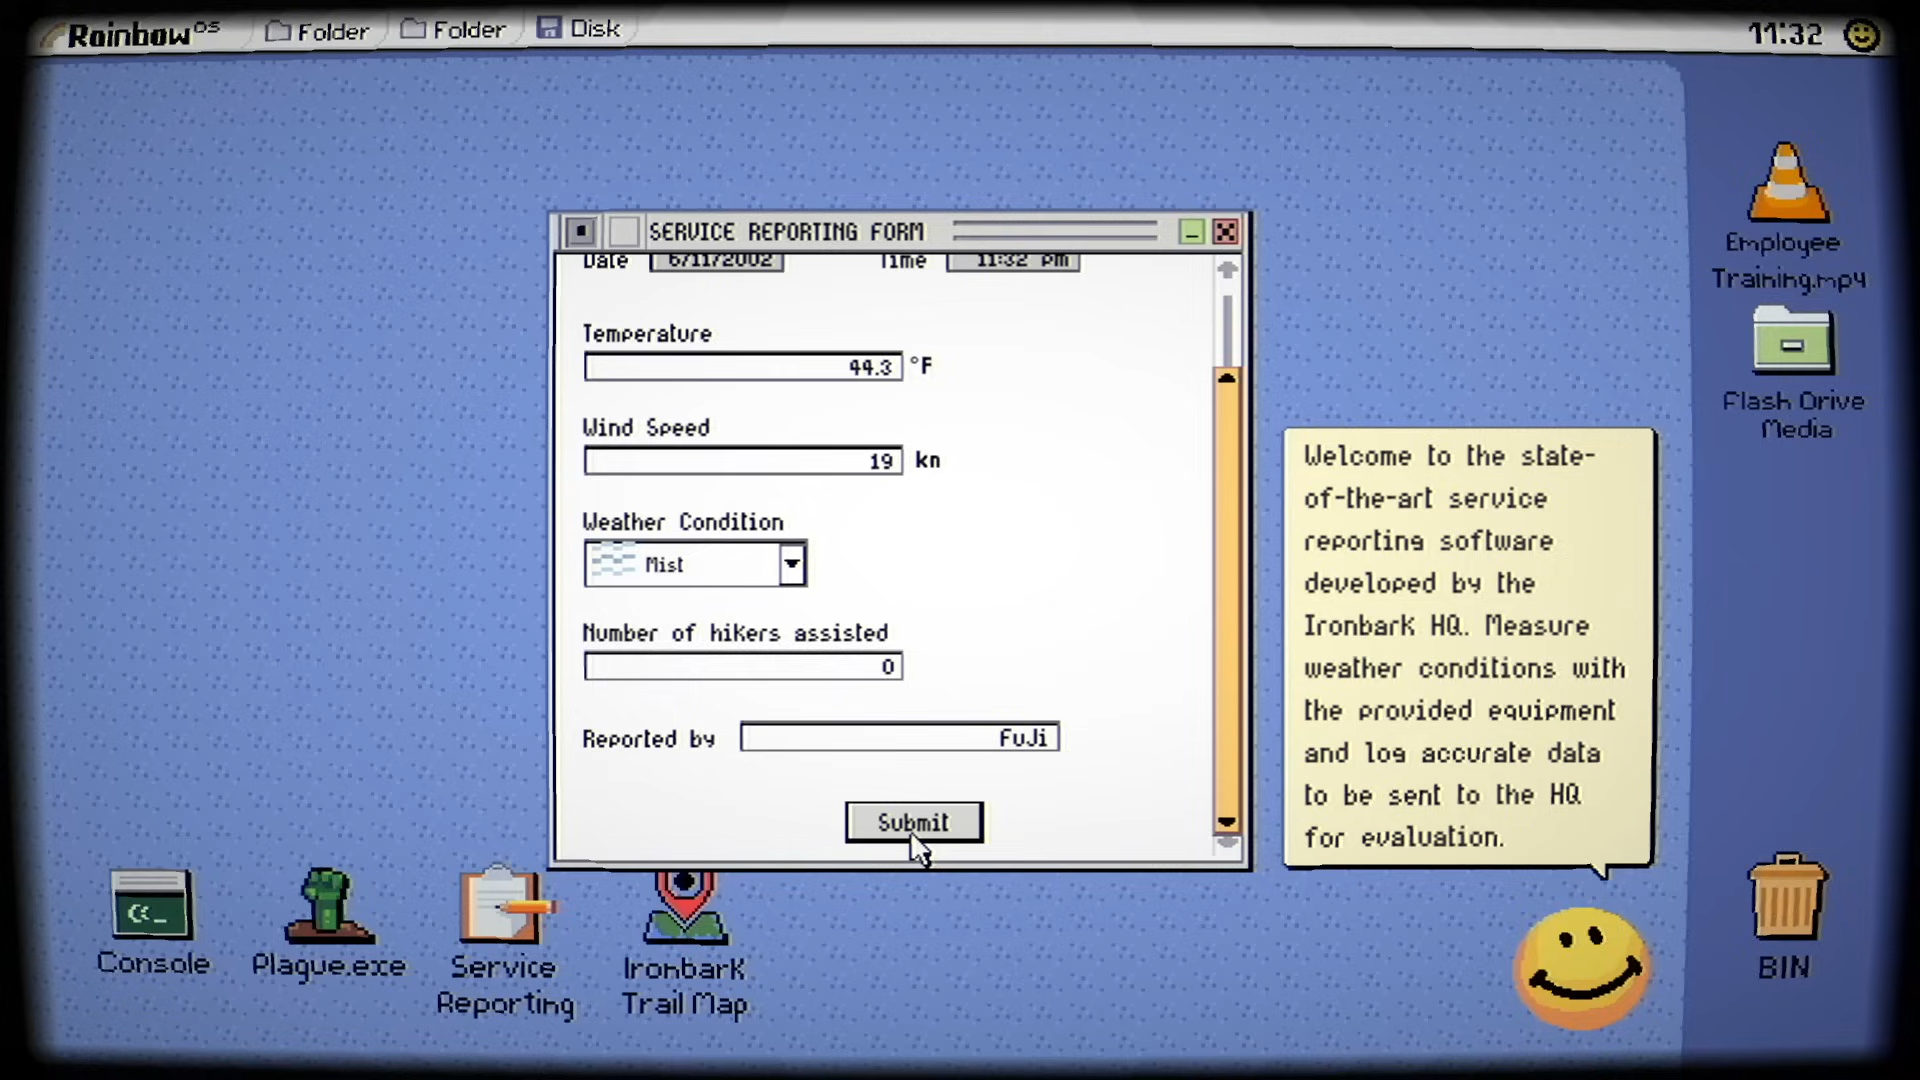 RainbowOS
Folder
Folder
Disk
11:32
Employee
Training.mp4
Flash Drive
Media
SERVICE REPORTING FORM
Date 6/11/2002 Time 11:32 pm
Temperature
44.3 °F
Wind Speed
19 kn
Weather Condition
Mist
Number of hikers assisted
0
Reported by FuJi
Submit
Welcome to the state-
of-the-art service
reporting software
developed by the
Ironbark HQ. Measure
weather conditions with
the provided equipment
and log accurate data
to be sent to the HQ
for evaluation.
Console
Plague.exe
Service
Reporting
Ironbark
Trail Map
BIN